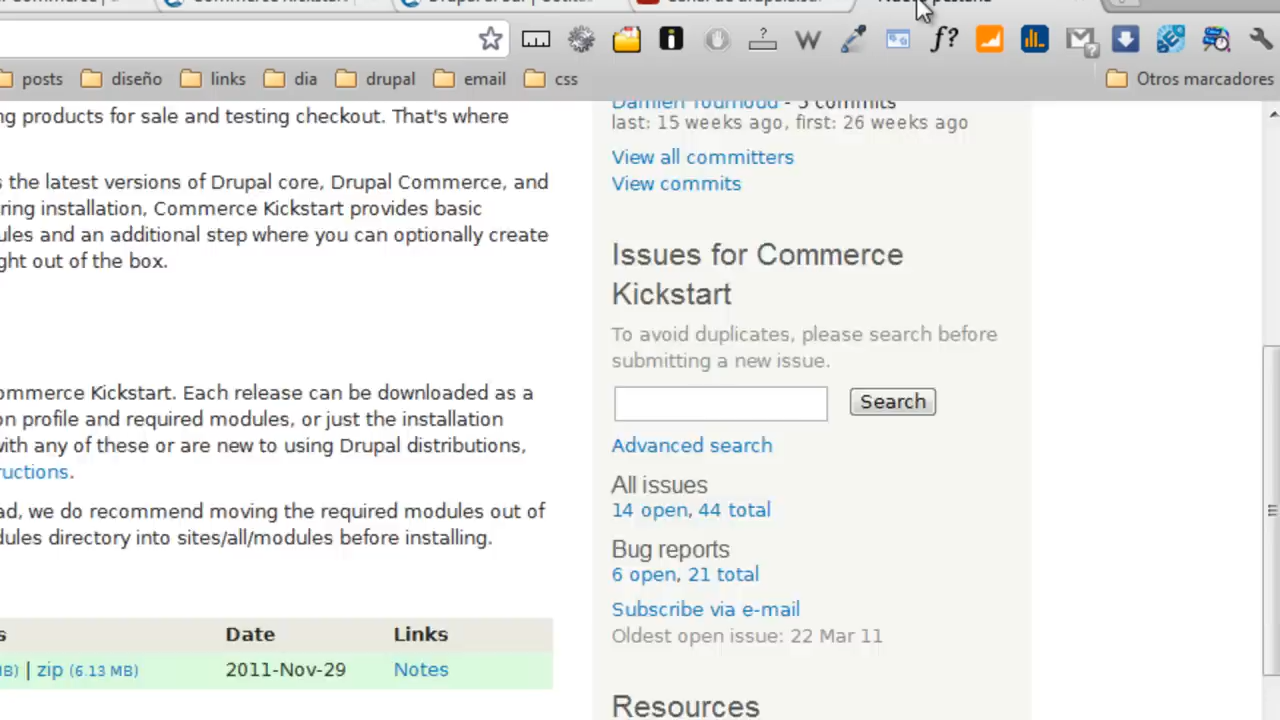 Commerce Kickstart
posts
diseño
links
dia
drupal
email
css
Otros marcadores
ng products for sale and testing checkout. That's where
s the latest versions of Drupal core, Drupal Commerce, and
ring installation, Commerce Kickstart provides basic
ules and an additional step where you can optionally create
ght out of the box.
ommerce Kickstart. Each release can be downloaded as a
on profile and required modules, or just the installation
with any of these or are new to using Drupal distributions,
ructions.
ad, we do recommend moving the required modules out of
dules directory into sites/all/modules before installing.
s Date Links
MB) | zip (6.13 MB) 2011-Nov-29 Notes
Damien Tournoud - 5 commits
last: 15 weeks ago, first: 26 weeks ago
View all committers
View commits
Issues for Commerce
Kickstart
To avoid duplicates, please search before
submitting a new issue.
Search
Advanced search
All issues
14 open, 44 total
Bug reports
6 open, 21 total
Subscribe via e-mail
Oldest open issue: 22 Mar 11
Resources